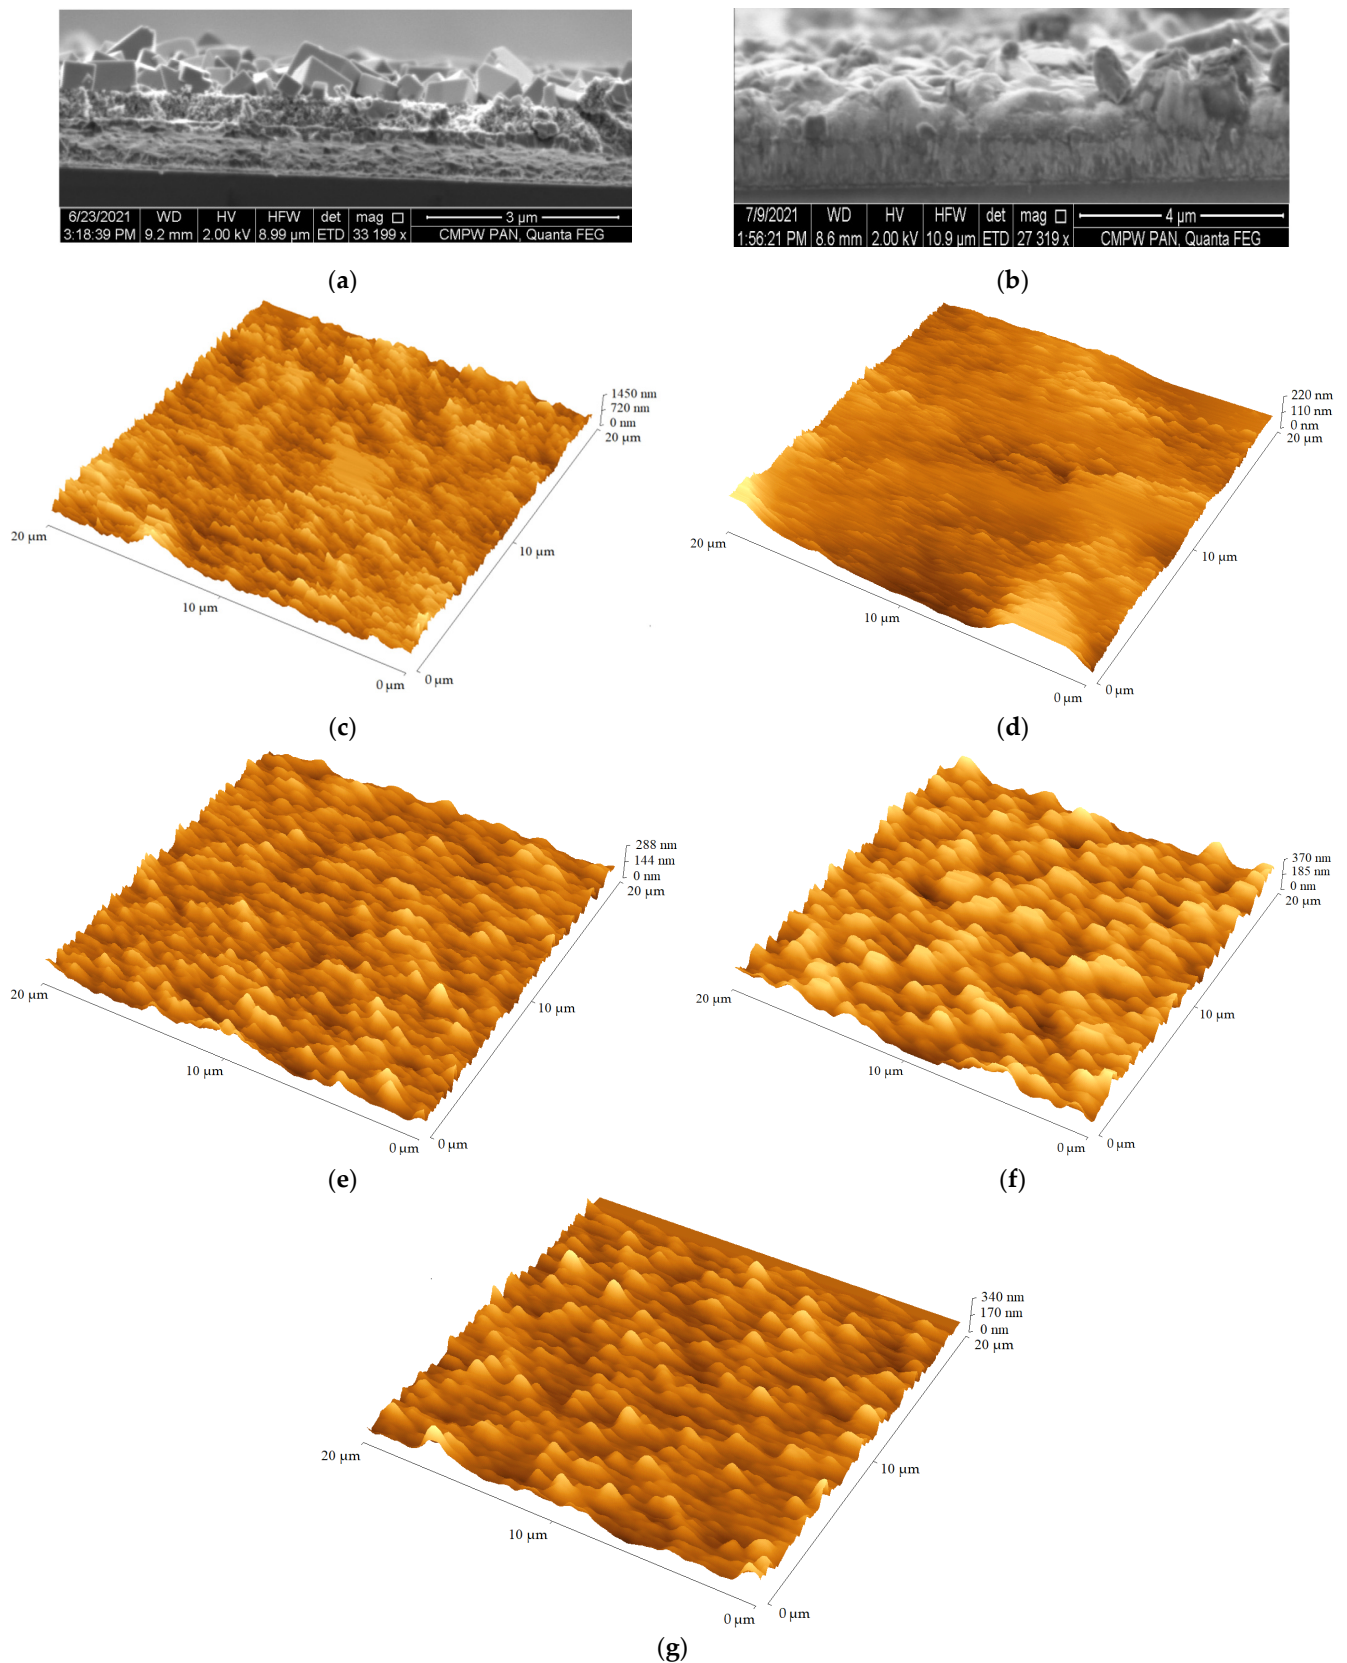 6/23/2021 WD HV HFW det mag □ 3 µm
3:18:39 PM 9.2 mm 2.00 kV 8.99 µm ETD 33 199 x CMPW PAN, Quanta FEG
7/9/2021 WD HV HFW det mag □ 4 µm
1:56:21 PM 8.6 mm 2.00 kV 10.9 µm ETD 27 319 x CMPW PAN, Quanta FEG
(a)
(b)
1450 nm
720 nm
0 nm
20 µm
10 µm
0 µm
20 µm
10 µm
0 µm
(c)
220 nm
110 nm
0 nm
20 µm
10 µm
0 µm
20 µm
10 µm
0 µm
(d)
288 nm
144 nm
0 nm
20 µm
10 µm
0 µm
20 µm
10 µm
0 µm
(e)
370 nm
185 nm
0 nm
20 µm
10 µm
0 µm
20 µm
10 µm
0 µm
(f)
340 nm
170 nm
0 nm
20 µm
10 µm
0 µm
20 µm
10 µm
0 µm
(g)